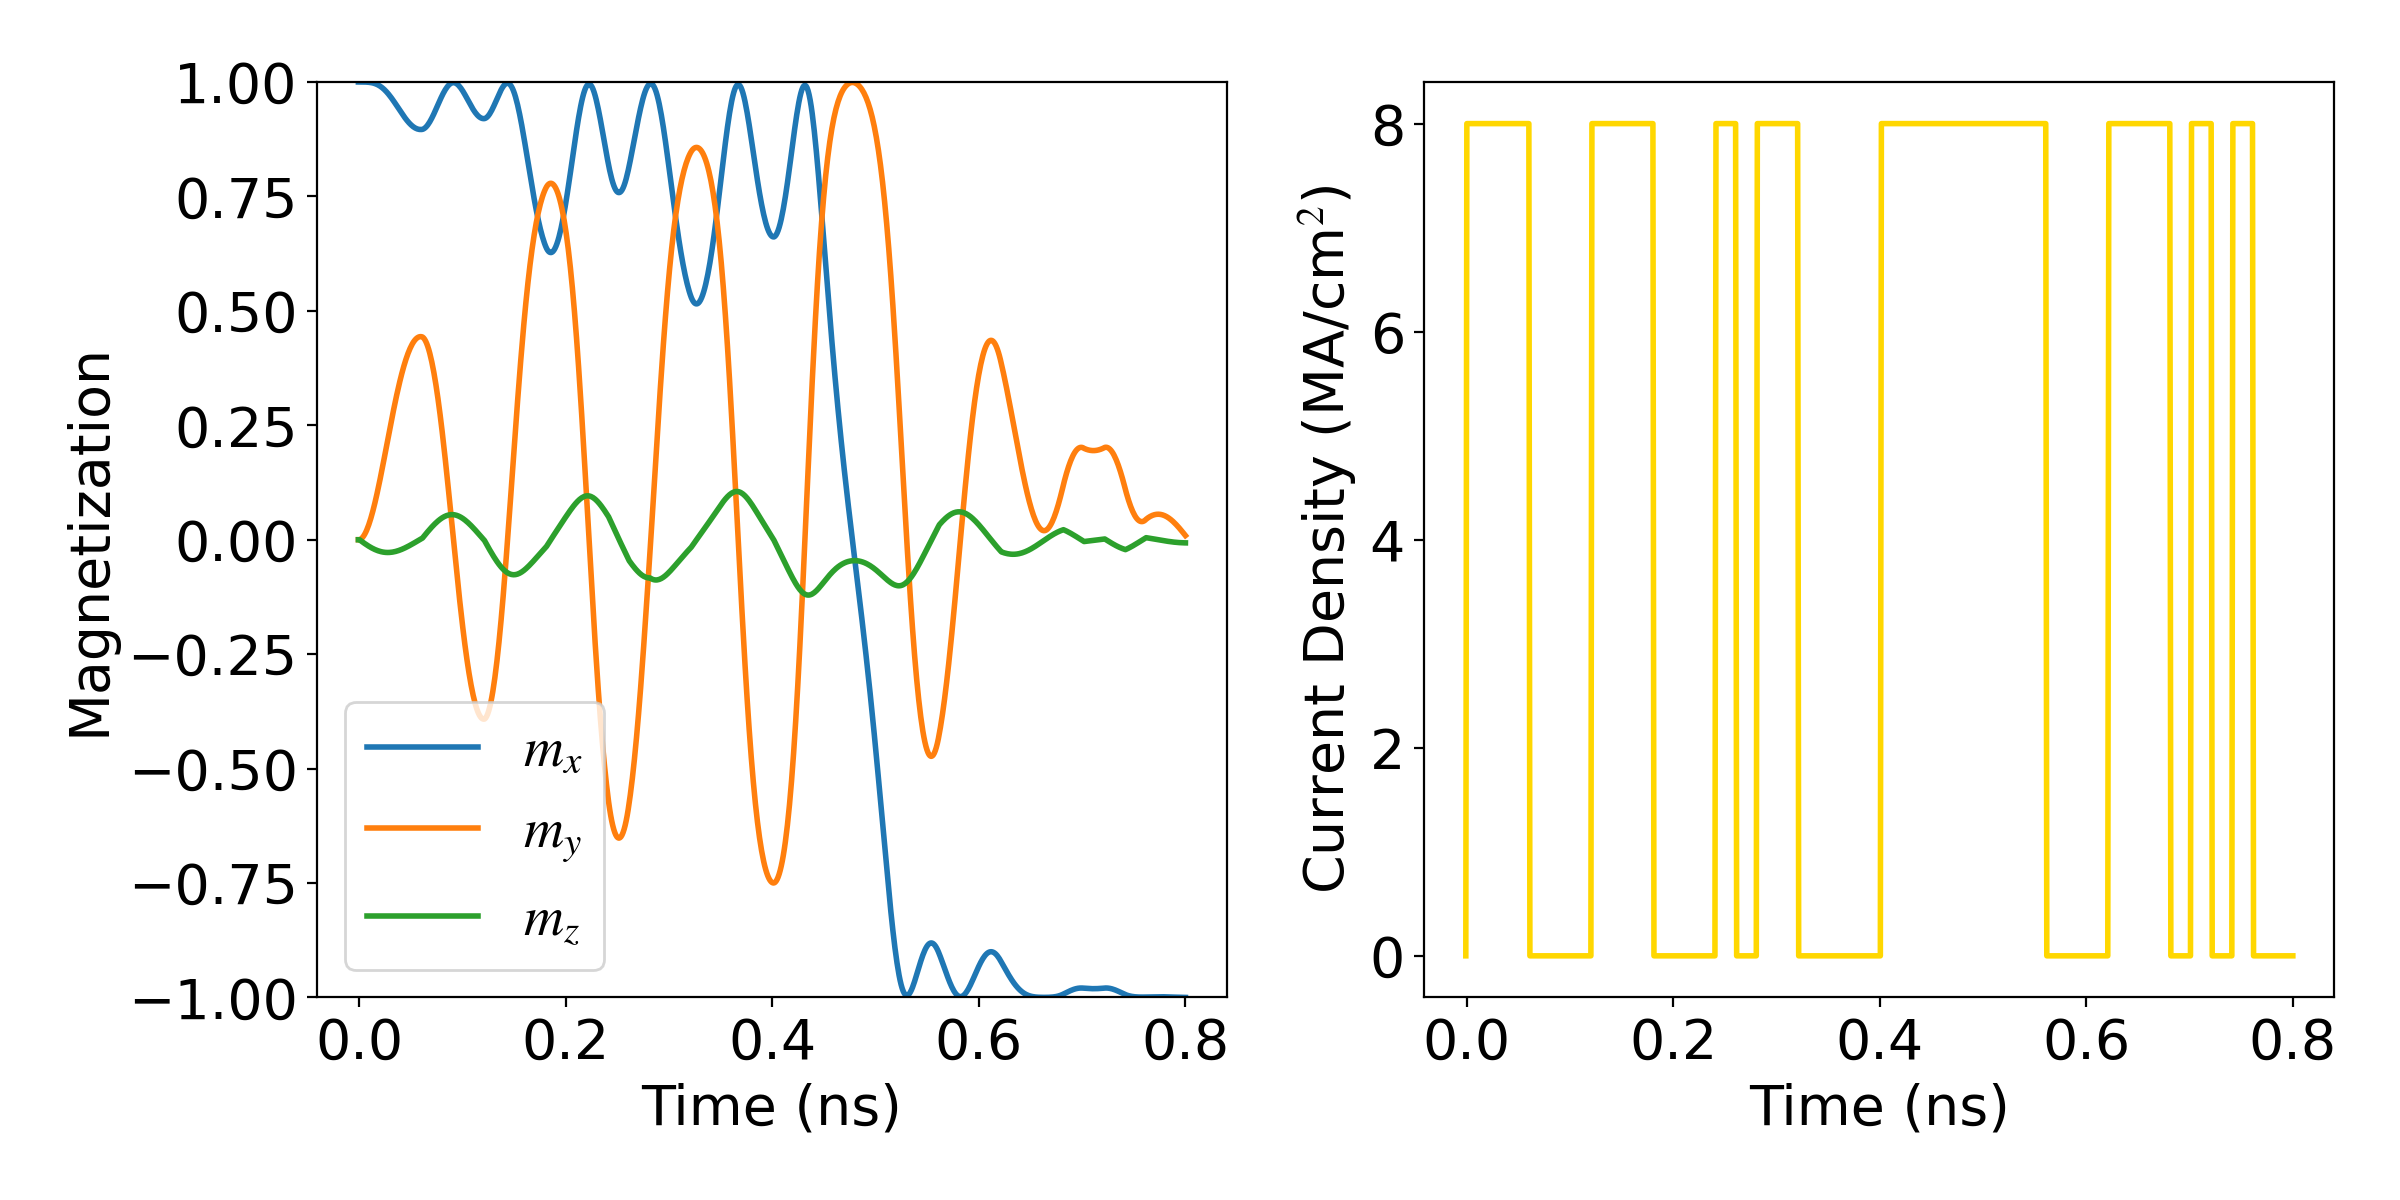 1.00
0.75
0.50
0.25
0.00
−0.25
−0.50
−0.75
−1.00
Magnetization
m_x
m_y
m_z
0.0 0.2 0.4 0.6 0.8
Time (ns)
8
6
4
2
0
Current Density (MA/cm²)
0.0 0.2 0.4 0.6 0.8
Time (ns)